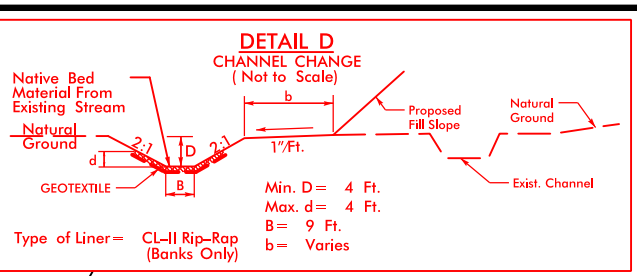 DETAIL D
CHANNEL CHANGE
( Not to Scale)
Native Bed
Material From
Existing Stream
b
Natural
Ground
2:1
d
D
2:1
1"/Ft.
Proposed
Fill Slope
Natural
Ground
GEOTEXTILE
B
Exist. Channel
Min. D= 4 Ft.
Max. d= 4 Ft.
B= 9 Ft.
b= Varies
Type of Liner= CL-II Rip-Rap
(Banks Only)